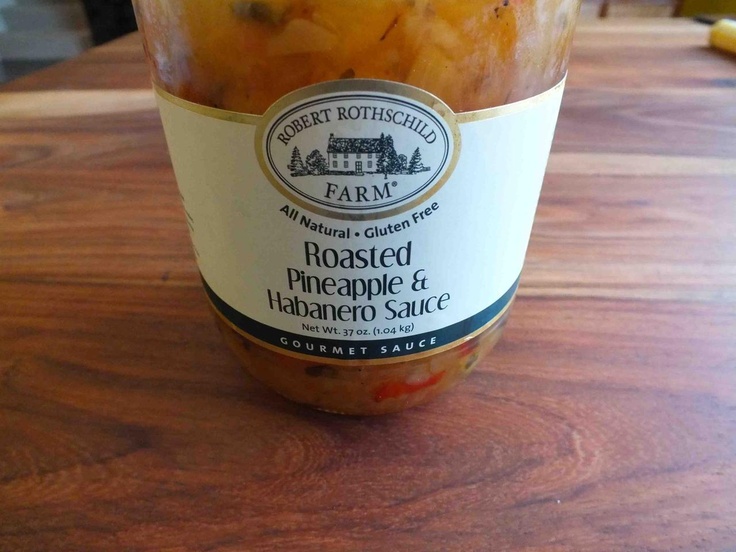 ROBERT ROTHSCHILD
FARM®
All Natural • Gluten Free
Roasted
Pineapple &
Habanero Sauce
Net Wt. 37 oz. (1.04 kg)
GOURMET SAUCE